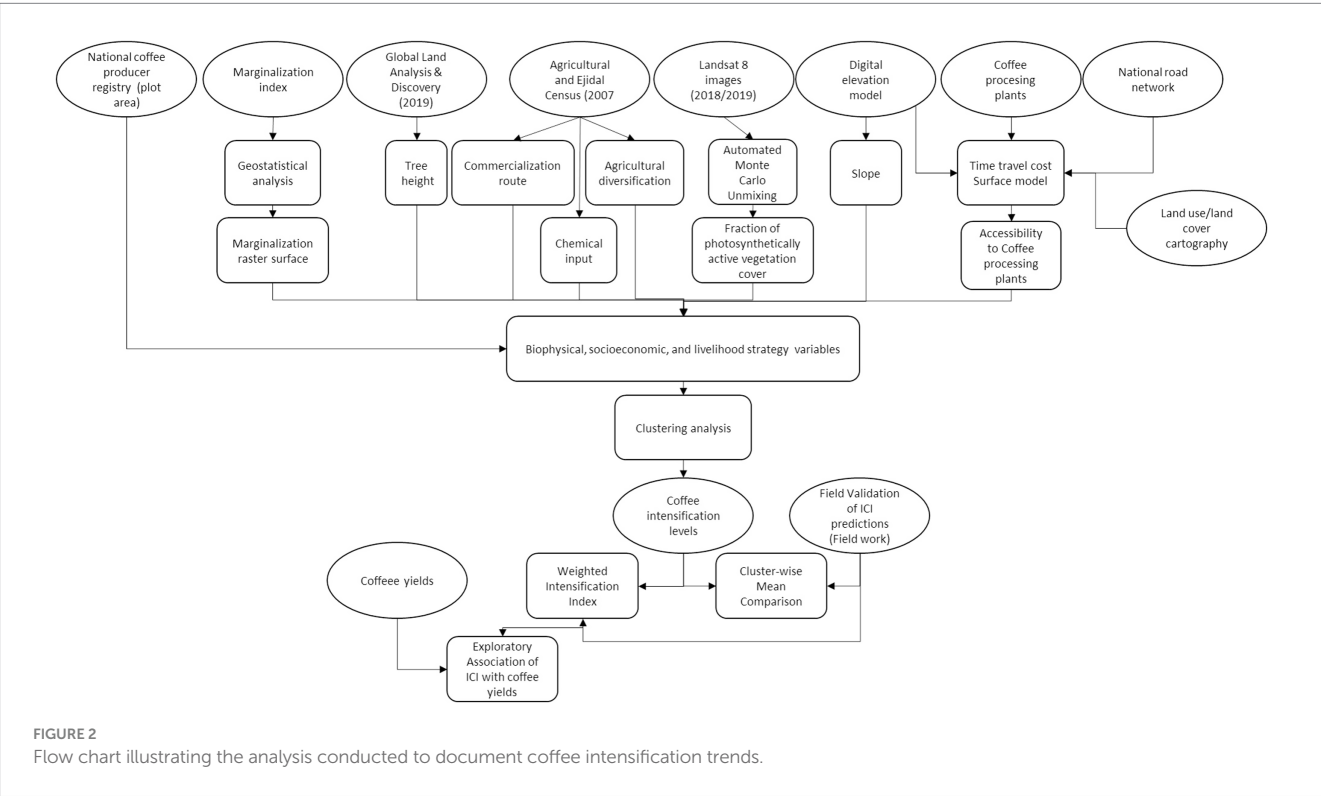 National coffee
producer
registry  (plot
area)
Marginalization
index
Global Land
Analysis &
Discovery
(2019)
Agricultural
and Ejidal
Census (2007
Landsat 8
images
(2018/2019)
Digital
elevation
model
Coffee
procesing
plants
National road
network
Geostatistical
analysis
Tree
height
Commercialization
route
Agricultural
diversification
Automated
Monte
Carlo
Unmixing
Slope
Time travel cost
Surface model
Land use/land
cover
cartography
Marginalization
raster surface
Chemical
input
Fraction of
photosynthetically
active vegetation
cover
Accessibility
to Coffee
processing
plants
Biophysical, socioeconomic, and livelihood strategy  variables
Clustering analysis
Coffee
intensification
levels
Field Validation
of ICI
predictions
(Field work)
Weighted
Intensification
Index
Cluster-wise
Mean
Comparison
Coffeee yields
Exploratory
Association of
ICI with coffee
yields
FIGURE 2
Flow chart illustrating the analysis conducted to document coffee intensification trends.